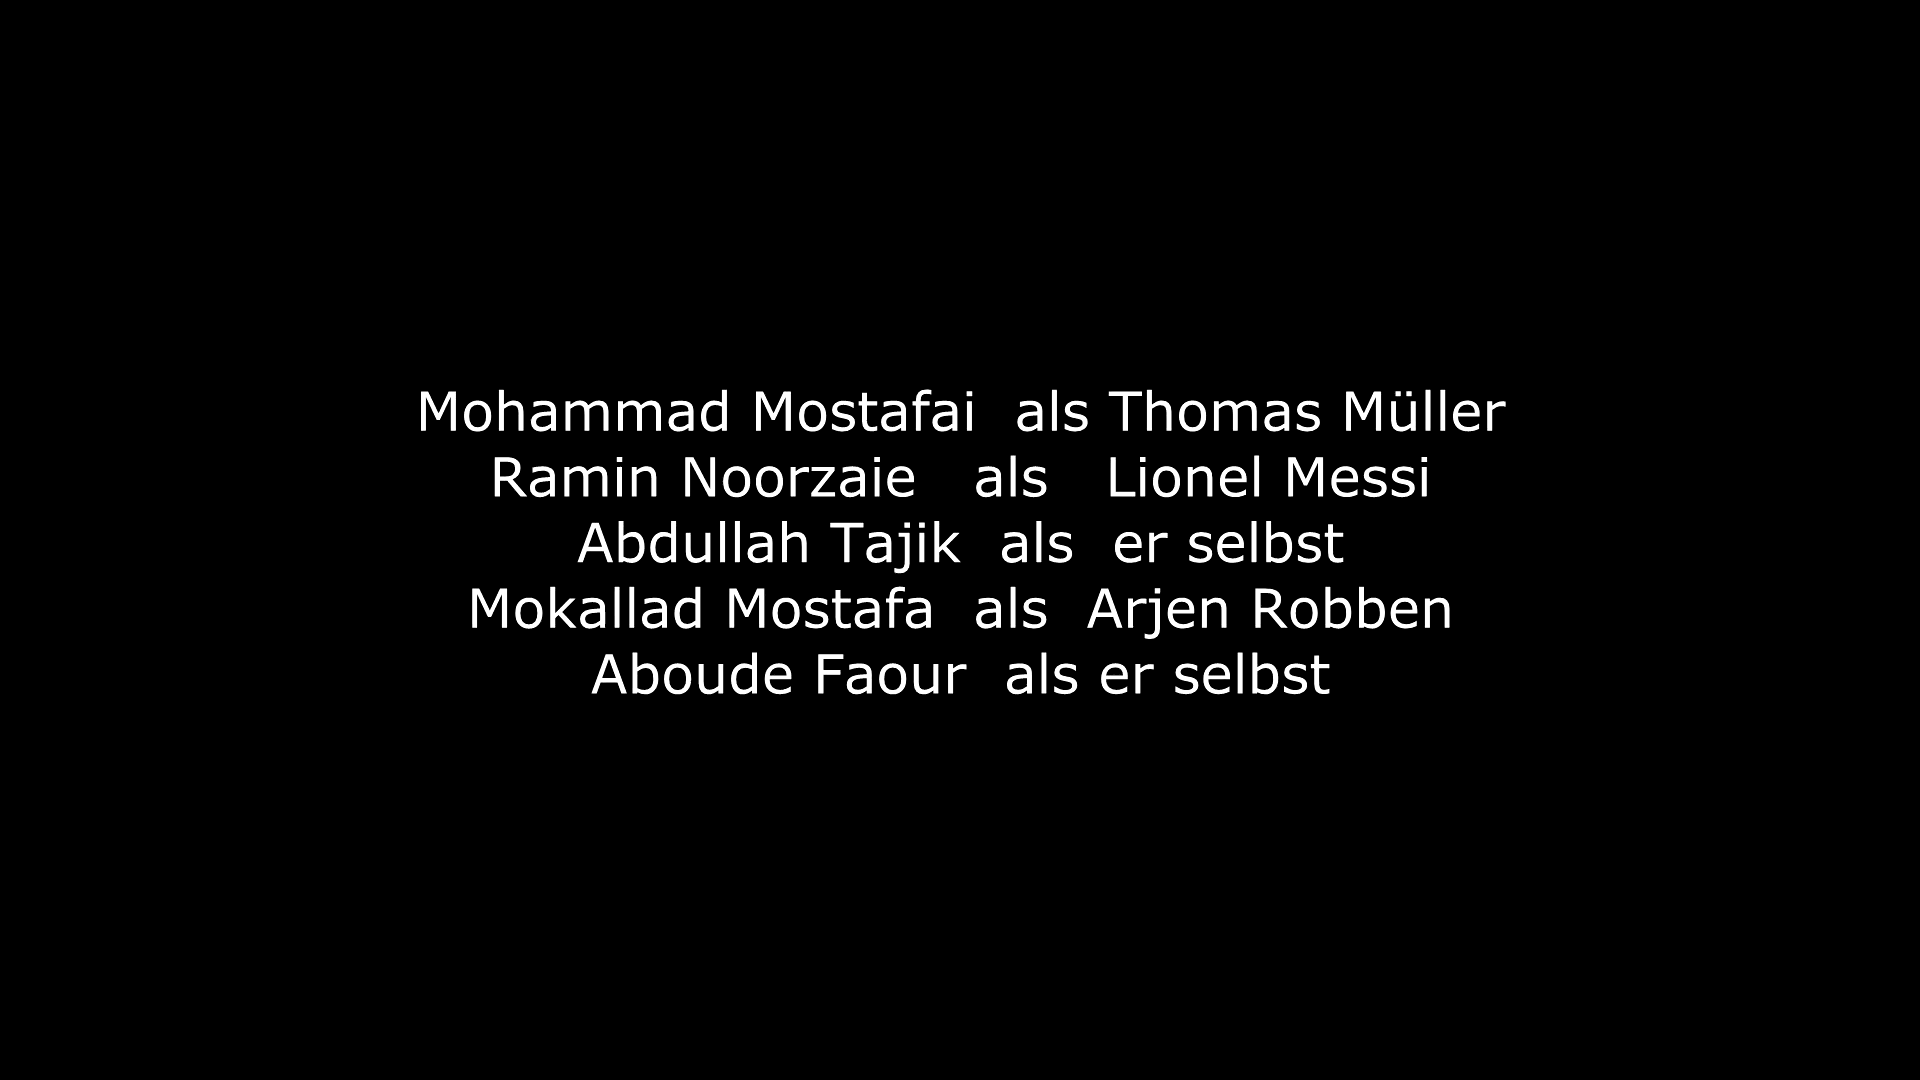 Mohammad Mostafai als Thomas Müller
Ramin Noorzaie als Lionel Messi
Abdullah Tajik als er selbst
Mokallad Mostafa als Arjen Robben
Aboude Faour als er selbst